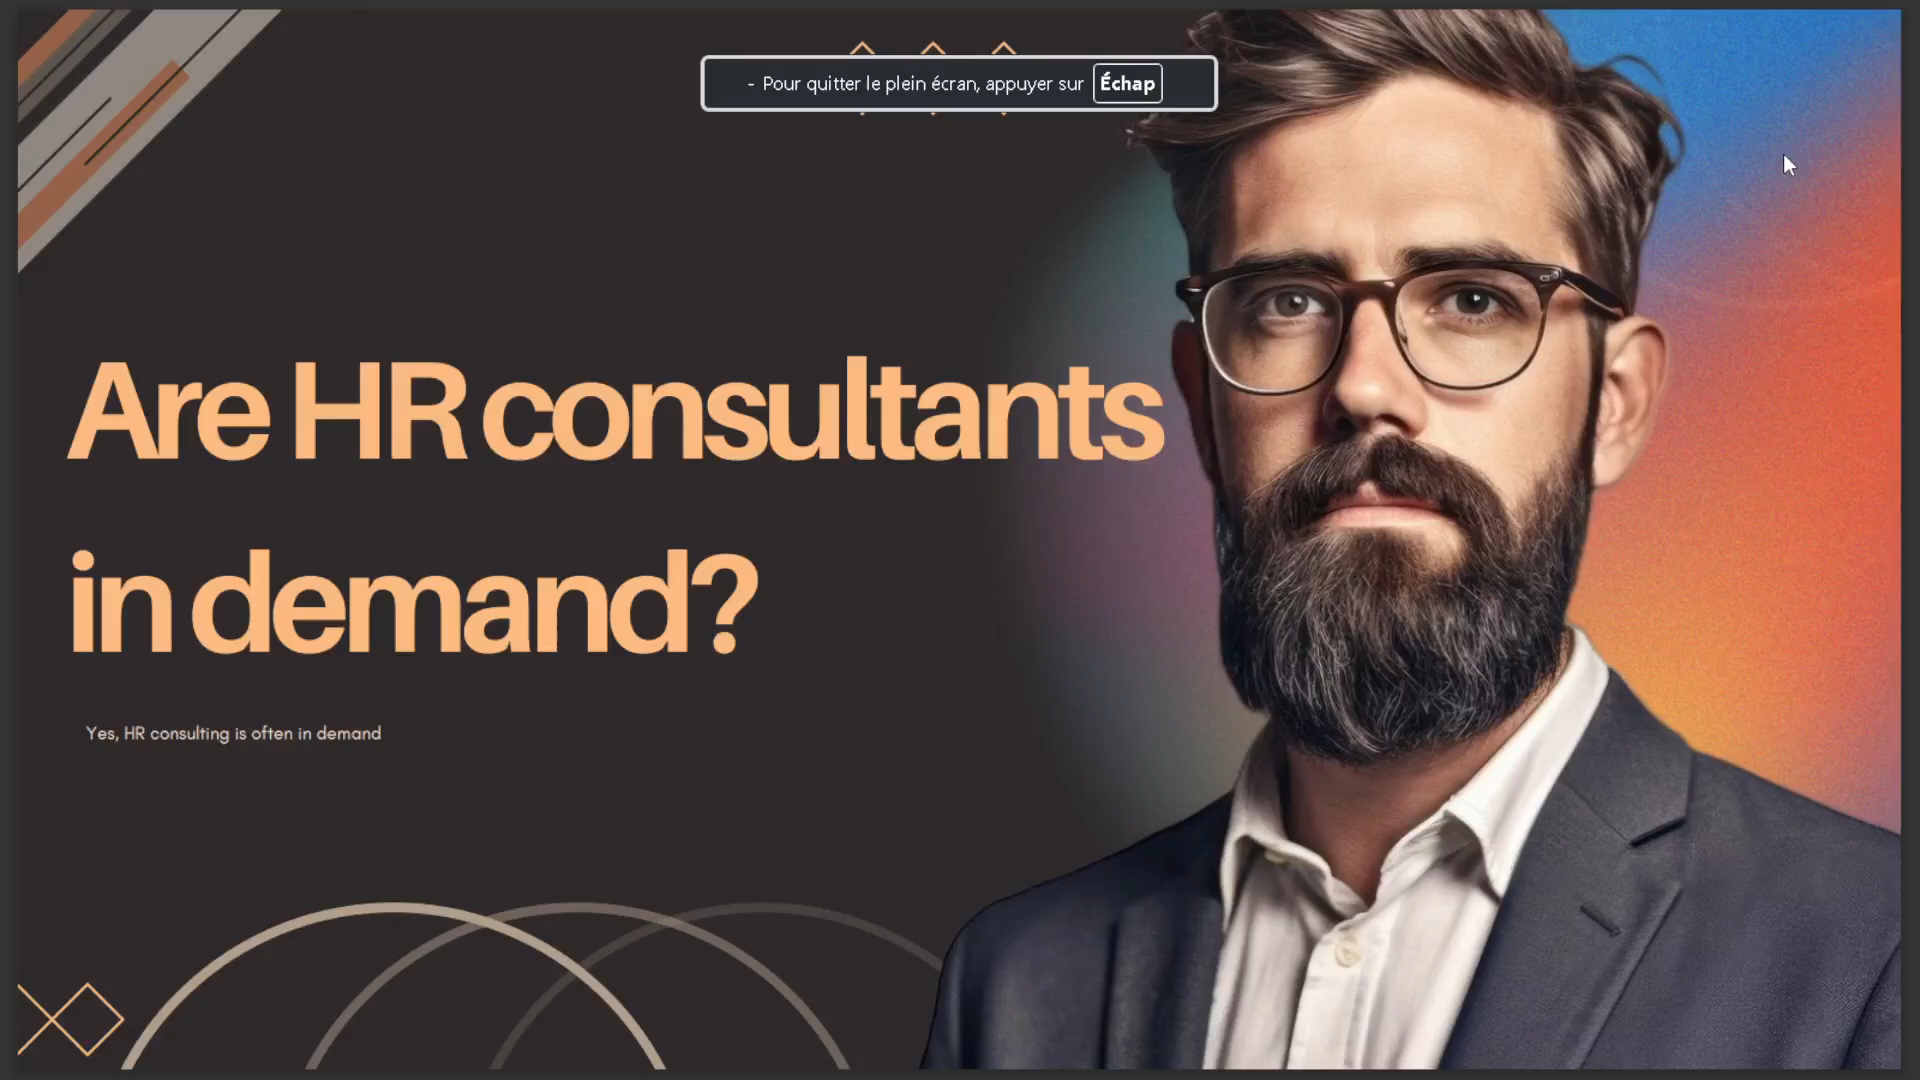 - Pour quitter le plein écran, appuyer sur Échap
Are HR consultants
in demand?
Yes, HR consulting is often in demand